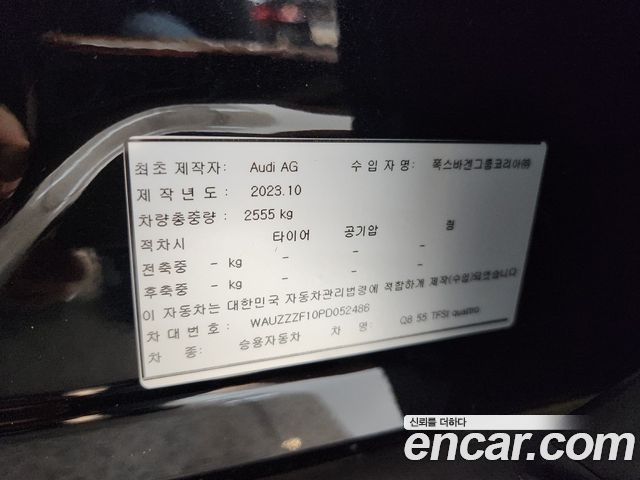 최초 제작자: Audi AG 수 입 자 명: 폭스바겐그룹코리아㈜
제 작 년 도 : 2023.10
차량총중량 : 2555 kg
적차시 타이어 공기압 림
전축중 - kg - - -
후축중 - kg - - -
이 자동차는 대한민국 자동차관리법령에 적합하게 제작(수입)되었습니다
차 대 번 호 : WAUZZZF10PD052486
차 종: 승용자동차 차 명: Q8 55 TFSI quattro
신뢰를 더하다
encar.com